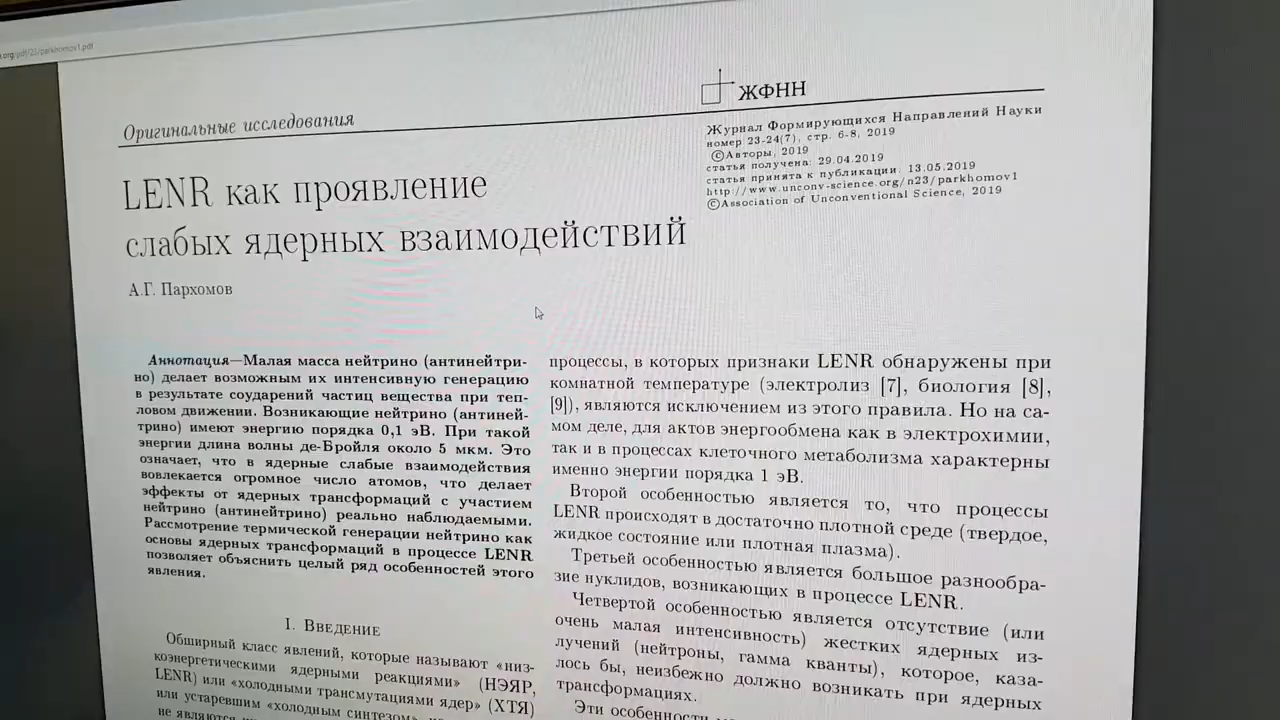 e.org/pdf/23/parkhomov1.pdf
Оригинальные исследования
ЖФНН
Журнал Формирующихся Направлений Науки
номер 23-24(7), стр. 6-8, 2019
©Авторы, 2019
статья получена: 29.04.2019
статья принята к публикации: 13.05.2019
http://www.unconv-science.org/n23/parkhomov1
©Association of Unconventional Science, 2019
LENR как проявление
слабых ядерных взаимодействий
А.Г. Пархомов
Аннотация—Малая масса нейтрино (антинейтри-
но) делает возможным их интенсивную генерацию
в результате соударений частиц вещества при теп-
ловом движении. Возникающие нейтрино (антиней-
трино) имеют энергию порядка 0,1 эВ. При такой
энергии длина волны де-Бройля около 5 мкм. Это
означает, что в ядерные слабые взаимодействия
вовлекается огромное число атомов, что делает
эффекты от ядерных трансформаций с участием
нейтрино (антинейтрино) реально наблюдаемыми.
Рассмотрение термической генерации нейтрино как
основы ядерных трансформаций в процессе LENR
позволяет объяснить целый ряд особенностей этого
явления.
I. Введение
Обширный класс явлений, которые называют «низ-
коэнергетическими ядерными реакциями» (НЭЯР,
LENR) или «холодными трансмутациями ядер» (ХТЯ)
или устаревшим «холодным синтезом»
не являются
процессы, в которых признаки LENR обнаружены при
комнатной температуре (электролиз [7], биология [8],
[9]), являются исключением из этого правила. Но на са-
мом деле, для актов энергообмена как в электрохимии,
так и в процессах клеточного метаболизма характерны
именно энергии порядка 1 эВ.
Второй особенностью является то, что процессы
LENR происходят в достаточно плотной среде (твердое,
жидкое состояние или плотная плазма).
Третьей особенностью является большое разнообра-
зие нуклидов, возникающих в процессе LENR.
Четвертой особенностью является отсутствие (или
очень малая интенсивность) жестких ядерных из-
лучений (нейтроны, гамма кванты), которое, каза-
лось бы, неизбежно должно возникать при ядерных
трансформациях.
Эти особенности